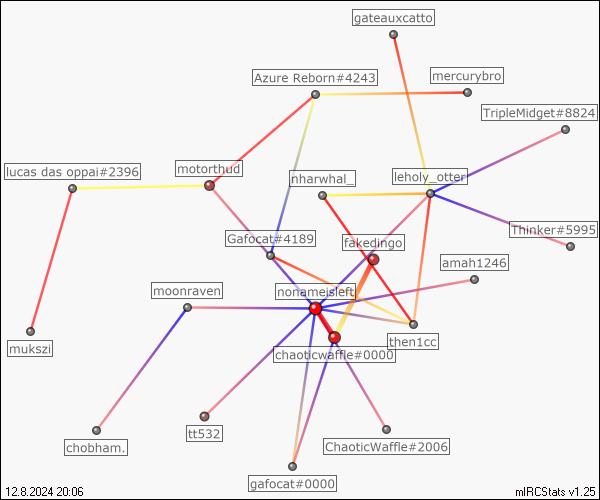 gateauxcatto
Azure Reborn#4243
mercurybro
TripleMidget#8824
lucas das oppai#2396
motorthud
nharwhal_
leholy_otter
Gafocat#4189
fakedingo
Thinker#5995
amah1246
moonraven
nonameisleft
mukszi
then1cc
chaoticwaffle#0000
chobham.
tt532
ChaoticWaffle#2006
gafocat#0000
12.8.2024 20:06
mIRCStats v1.25